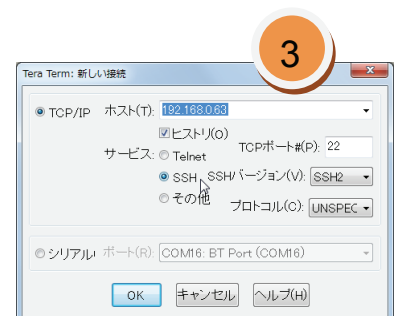 3
Tera Term: 新しい接続
TCP/IP ホスト(T): 192.168.0.63
ヒストリ(O)
サービス: Telnet TCPポート#(P): 22
SSH SSHバージョン(V): SSH2
その他 プロトコル(C): UNSPEC
シリアル ポート(R): COM16: BT Port (COM16)
OK キャンセル ヘルプ(H)